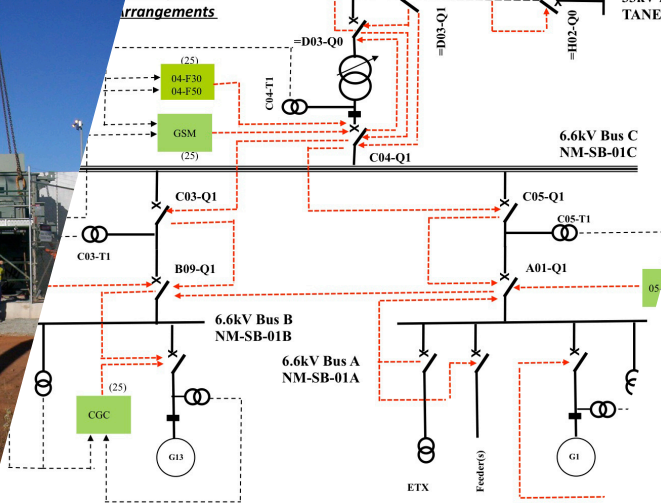 Arrangements
=D03-Q0
=D03-Q1
=H02-Q0
TANE
(25)
04-F30
04-F50
C04-T1
GSM
(25)
C04-Q1
6.6kV Bus C
NM-SB-01C
C03-Q1
C05-Q1
C05-T1
C03-T1
B09-Q1
A01-Q1
05
6.6kV Bus B
NM-SB-01B
6.6kV Bus A
NM-SB-01A
(25)
CGC
G13
G1
ETX
Feeder(s)